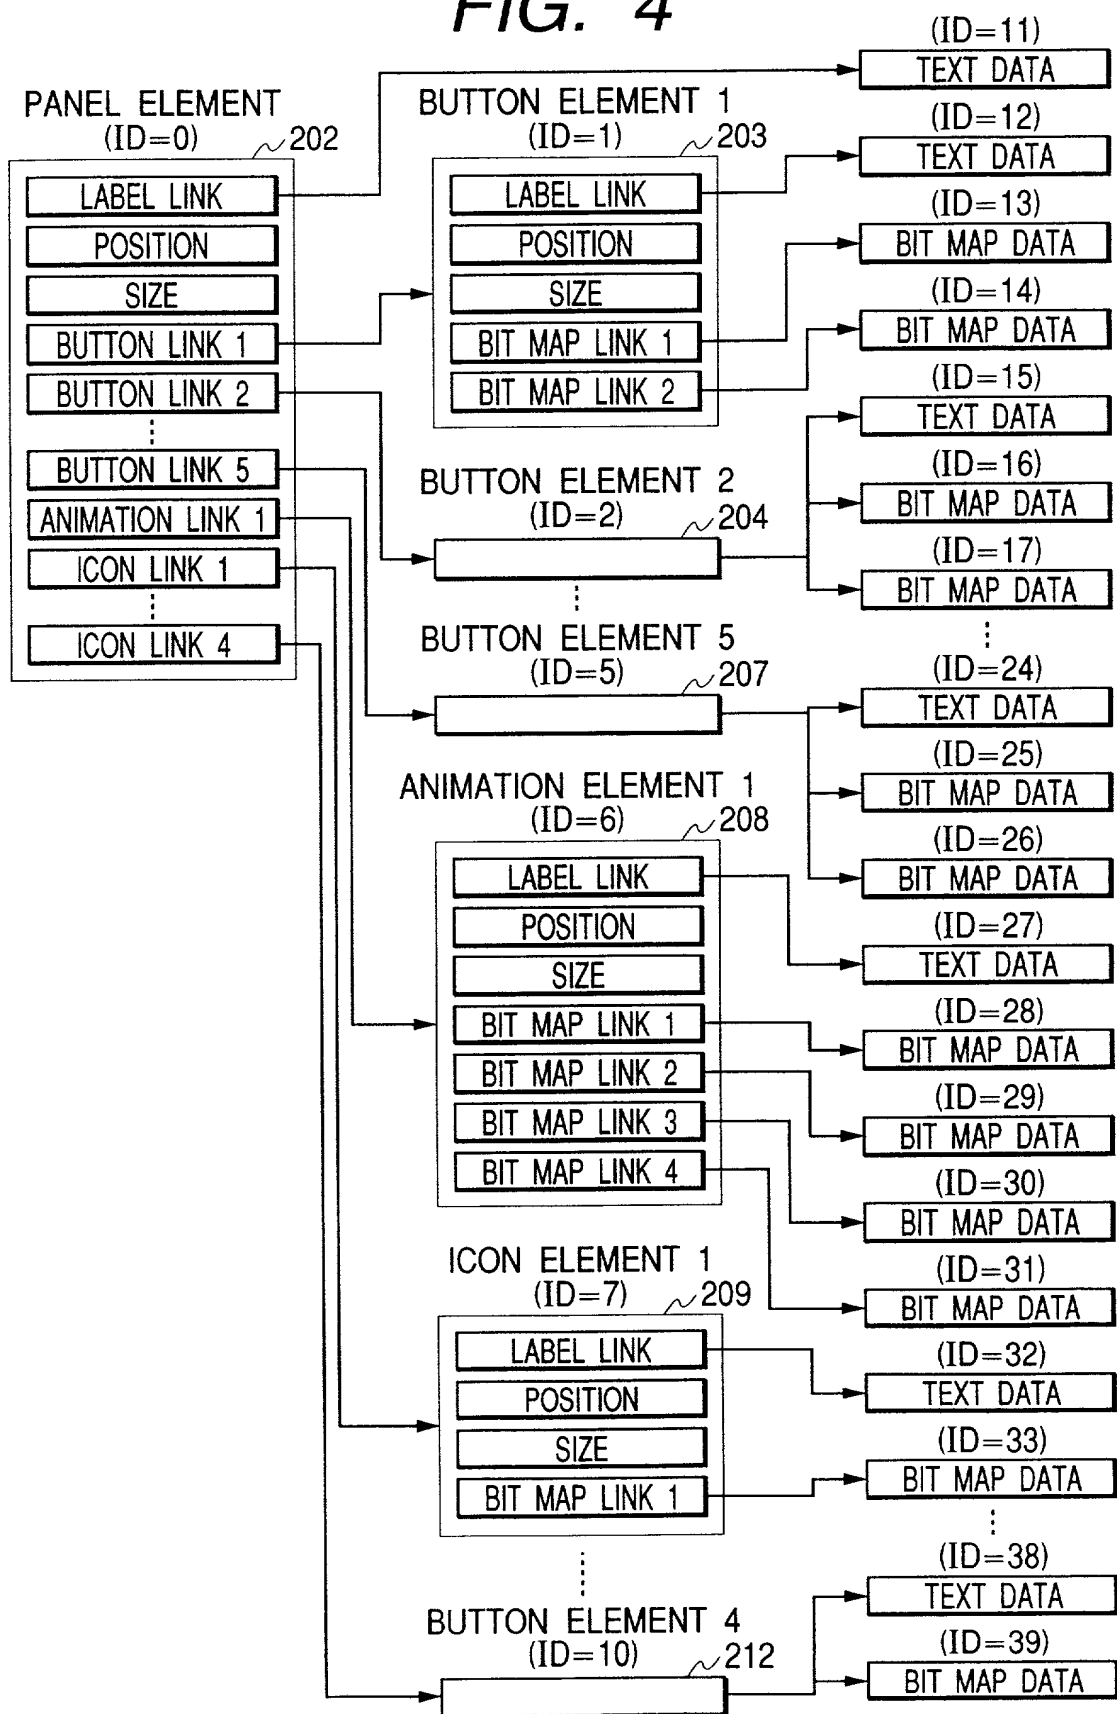 FIG. 4
PANEL ELEMENT
(ID=0)
202
LABEL LINK
POSITION
SIZE
BUTTON LINK 1
BUTTON LINK 2
BUTTON LINK 5
ANIMATION LINK 1
ICON LINK 1
ICON LINK 4
BUTTON ELEMENT 1
(ID=1)
203
LABEL LINK
POSITION
SIZE
BIT MAP LINK 1
BIT MAP LINK 2
BUTTON ELEMENT 2
(ID=2)
204
BUTTON ELEMENT 5
(ID=5)
207
ANIMATION ELEMENT 1
(ID=6)
208
LABEL LINK
POSITION
SIZE
BIT MAP LINK 1
BIT MAP LINK 2
BIT MAP LINK 3
BIT MAP LINK 4
ICON ELEMENT 1
(ID=7)
209
LABEL LINK
POSITION
SIZE
BIT MAP LINK 1
BUTTON ELEMENT 4
(ID=10)
212
(ID=11)
TEXT DATA
(ID=12)
TEXT DATA
(ID=13)
BIT MAP DATA
(ID=14)
BIT MAP DATA
(ID=15)
TEXT DATA
(ID=16)
BIT MAP DATA
(ID=17)
BIT MAP DATA
(ID=24)
TEXT DATA
(ID=25)
BIT MAP DATA
(ID=26)
BIT MAP DATA
(ID=27)
TEXT DATA
(ID=28)
BIT MAP DATA
(ID=29)
BIT MAP DATA
(ID=30)
BIT MAP DATA
(ID=31)
BIT MAP DATA
(ID=32)
TEXT DATA
(ID=33)
BIT MAP DATA
(ID=38)
TEXT DATA
(ID=39)
BIT MAP DATA